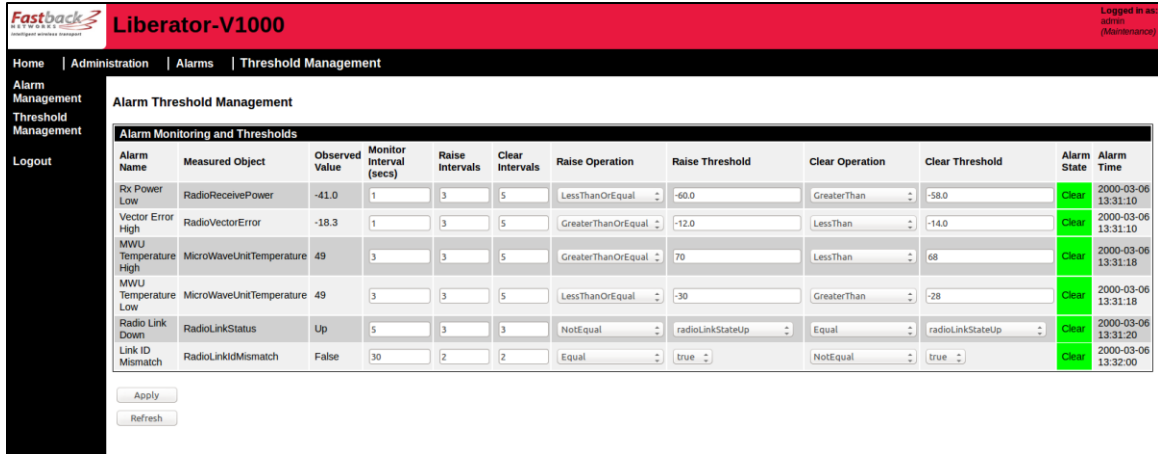 Fastback
NETWORKS
intelligent wireless transport
Liberator-V1000
Logged in as:
admin
(Maintenance)
Home | Administration | Alarms | Threshold Management
Alarm
Management
Threshold
Management
Logout
Alarm Threshold Management
Alarm Monitoring and Thresholds
Alarm Name Measured Object Observed Value Monitor Interval (secs) Raise Intervals Clear Intervals Raise Operation Raise Threshold Clear Operation Clear Threshold Alarm State Alarm Time
Rx Power Low RadioReceivePower -41.0 1 3 5 LessThanOrEqual -60.0 GreaterThan -58.0 Clear 2000-03-06 13:31:10
Vector Error High RadioVectorError -18.3 1 3 5 GreaterThanOrEqual -12.0 LessThan -14.0 Clear 2000-03-06 13:31:10
MWU Temperature High MicroWaveUnitTemperature 49 3 3 5 GreaterThanOrEqual 70 LessThan 68 Clear 2000-03-06 13:31:18
MWU Temperature Low MicroWaveUnitTemperature 49 3 3 5 LessThanOrEqual -30 GreaterThan -28 Clear 2000-03-06 13:31:18
Radio Link Down RadioLinkStatus Up 5 3 3 NotEqual radioLinkStateUp Equal radioLinkStateUp Clear 2000-03-06 13:31:20
Link ID Mismatch RadioLinkIdMismatch False 30 2 2 Equal true NotEqual true Clear 2000-03-06 13:32:00
Apply
Refresh